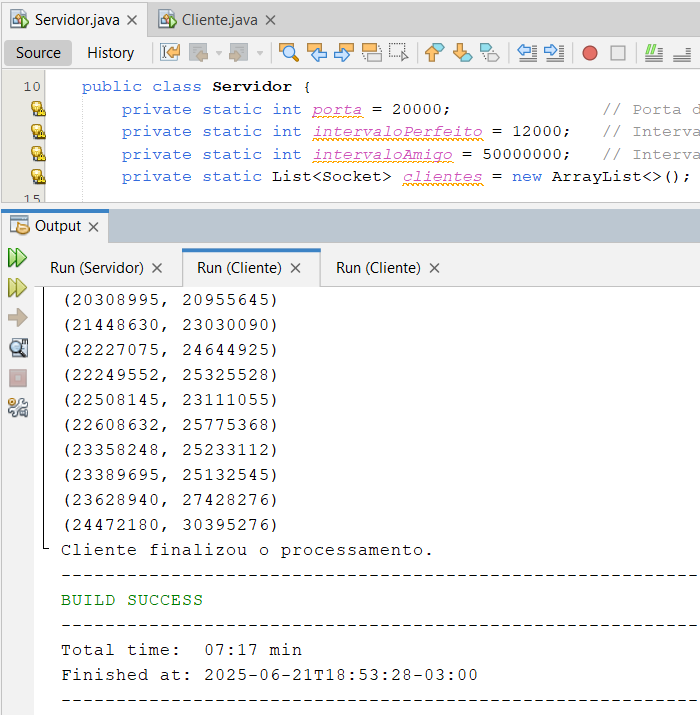 Servidor.java Cliente.java
Source History
10 public class Servidor {
private static int porta = 20000; // Porta d
private static int intervaloPerfeito = 12000; // Interva
private static int intervaloAmigo = 50000000; // Interva
private static List<Socket> clientes = new ArrayList<>();
15
Output
Run (Servidor) Run (Cliente) Run (Cliente)
(20308995, 20955645)
(21448630, 23030090)
(22227075, 24644925)
(22249552, 25325528)
(22508145, 23111055)
(22608632, 25775368)
(23358248, 25233112)
(23389695, 25132545)
(23628940, 27428276)
(24472180, 30395276)
Cliente finalizou o processamento.
------------------------------------------------------------
BUILD SUCCESS
------------------------------------------------------------
Total time:  07:17 min
Finished at: 2025-06-21T18:53:28-03:00
------------------------------------------------------------